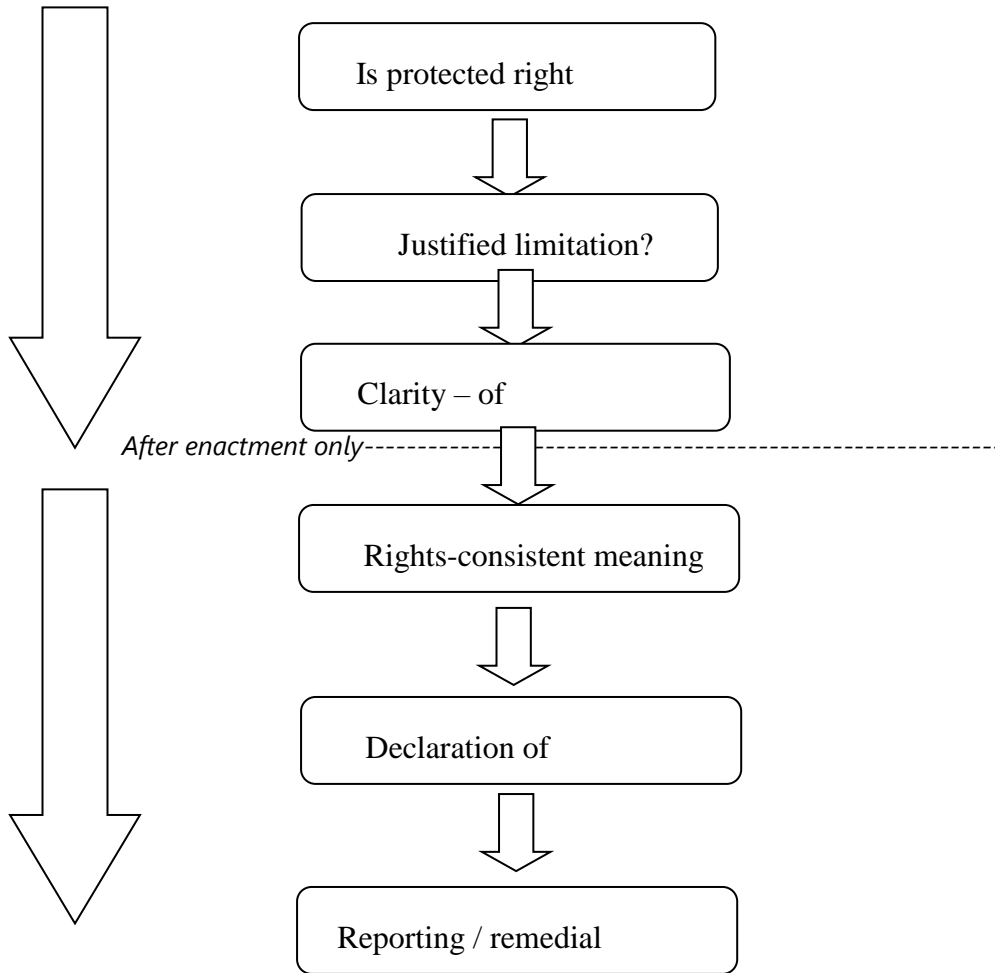 Is protected right
Justified limitation?
Clarity – of
After enactment only
Rights-consistent meaning
Declaration of
Reporting / remedial